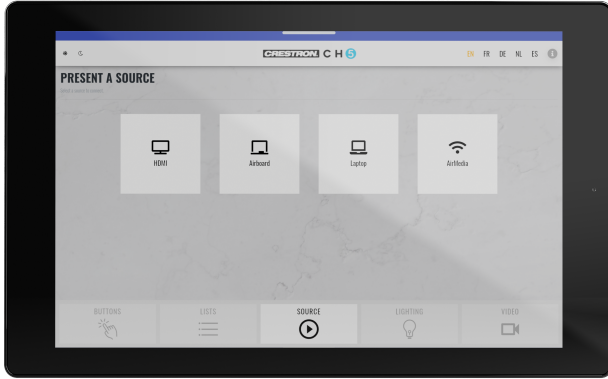 CRESTRON C H 5
EN FR DE NL ES
PRESENT A SOURCE
HDMI
Airboard
Laptop
AirMedia
BUTTONS
LISTS
SOURCE
LIGHTING
VIDEO